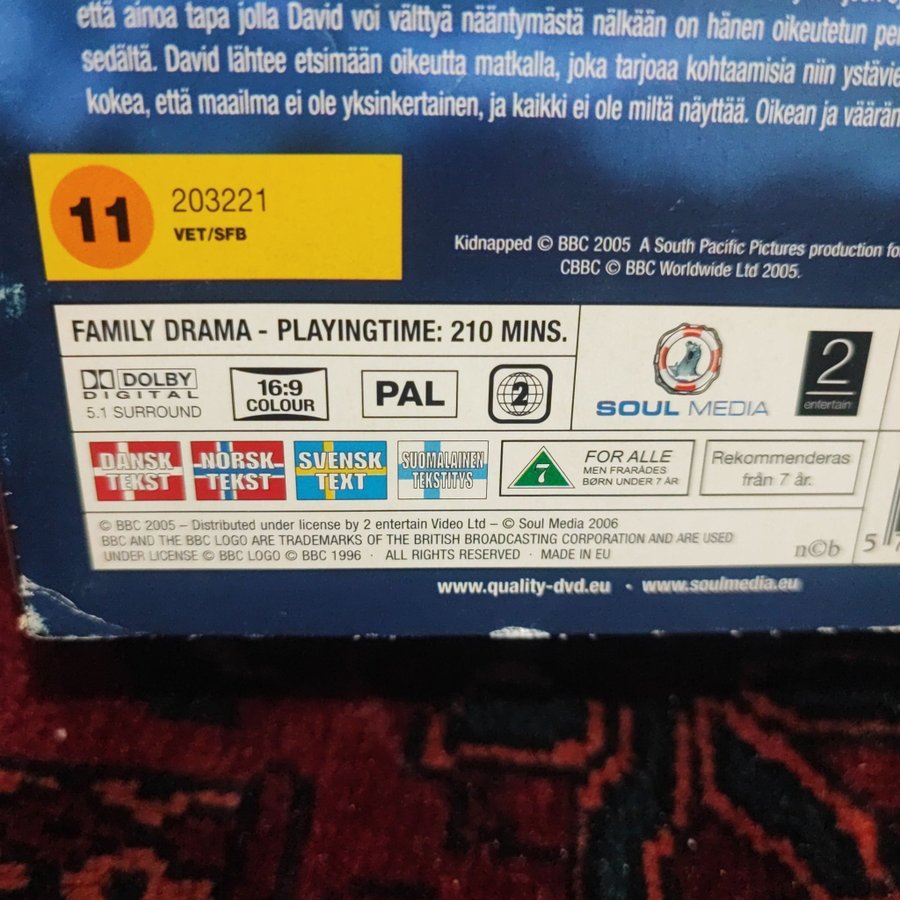 että ainoa tapa jolla David voi välttyä nääntymästä nälkään on hänen oikeutetun
sedältä. David lähtee etsimään oikeutta matkalla, joka tarjoaa kohtaamisia niin
kokea, että maailma ei ole yksinkertainen, ja kaikki ei ole miltä näyttää. Oikean ja
11
203221
VET/SFB
Kidnapped © BBC 2005 A South Pacific Pictures production
CBBC © BBC Worldwide Ltd 2005.
FAMILY DRAMA - PLAYINGTIME: 210 MINS.
DOLBY
DIGITAL
5.1 SURROUND
16:9
COLOUR
PAL
2
SOUL MEDIA
2
entertain
DANSK
TEKST
NORSK
TEKST
SVENSK
TEXT
SUOMALAINEN
TEKSTITYS
7
FOR ALLE
MEN FRARÅDES
BØRN UNDER 7 ÅR
Rekommenderas
från 7 år.
© BBC 2005 – Distributed under license by 2 entertain Video Ltd – © Soul Media 2006
BBC AND THE BBC LOGO ARE TRADEMARKS OF THE BRITISH BROADCASTING CORPORATION AND ARE USED
UNDER LICENSE © BBC LOGO © BBC 1996 · ALL RIGHTS RESERVED · MADE IN EU
n©b
5
www.quality-dvd.eu • www.soulmedia.eu